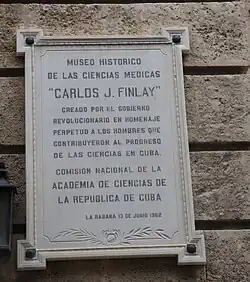 MUSEO HISTORICO
DE LAS CIENCIAS MEDICAS
"CARLOS J. FINLAY"
CREADO POR EL GOBIERNO
REVOLUCIONARIO EN HOMENAJE
PERPETUO A LOS HOMBRES QUE
CONTRIBUYERON AL PROGRESO
DE LAS CIENCIAS EN CUBA.
COMISION NACIONAL DE LA
ACADEMIA DE CIENCIAS DE
LA REPUBLICA DE CUBA
LA HABANA 13 DE JUNIO 1962